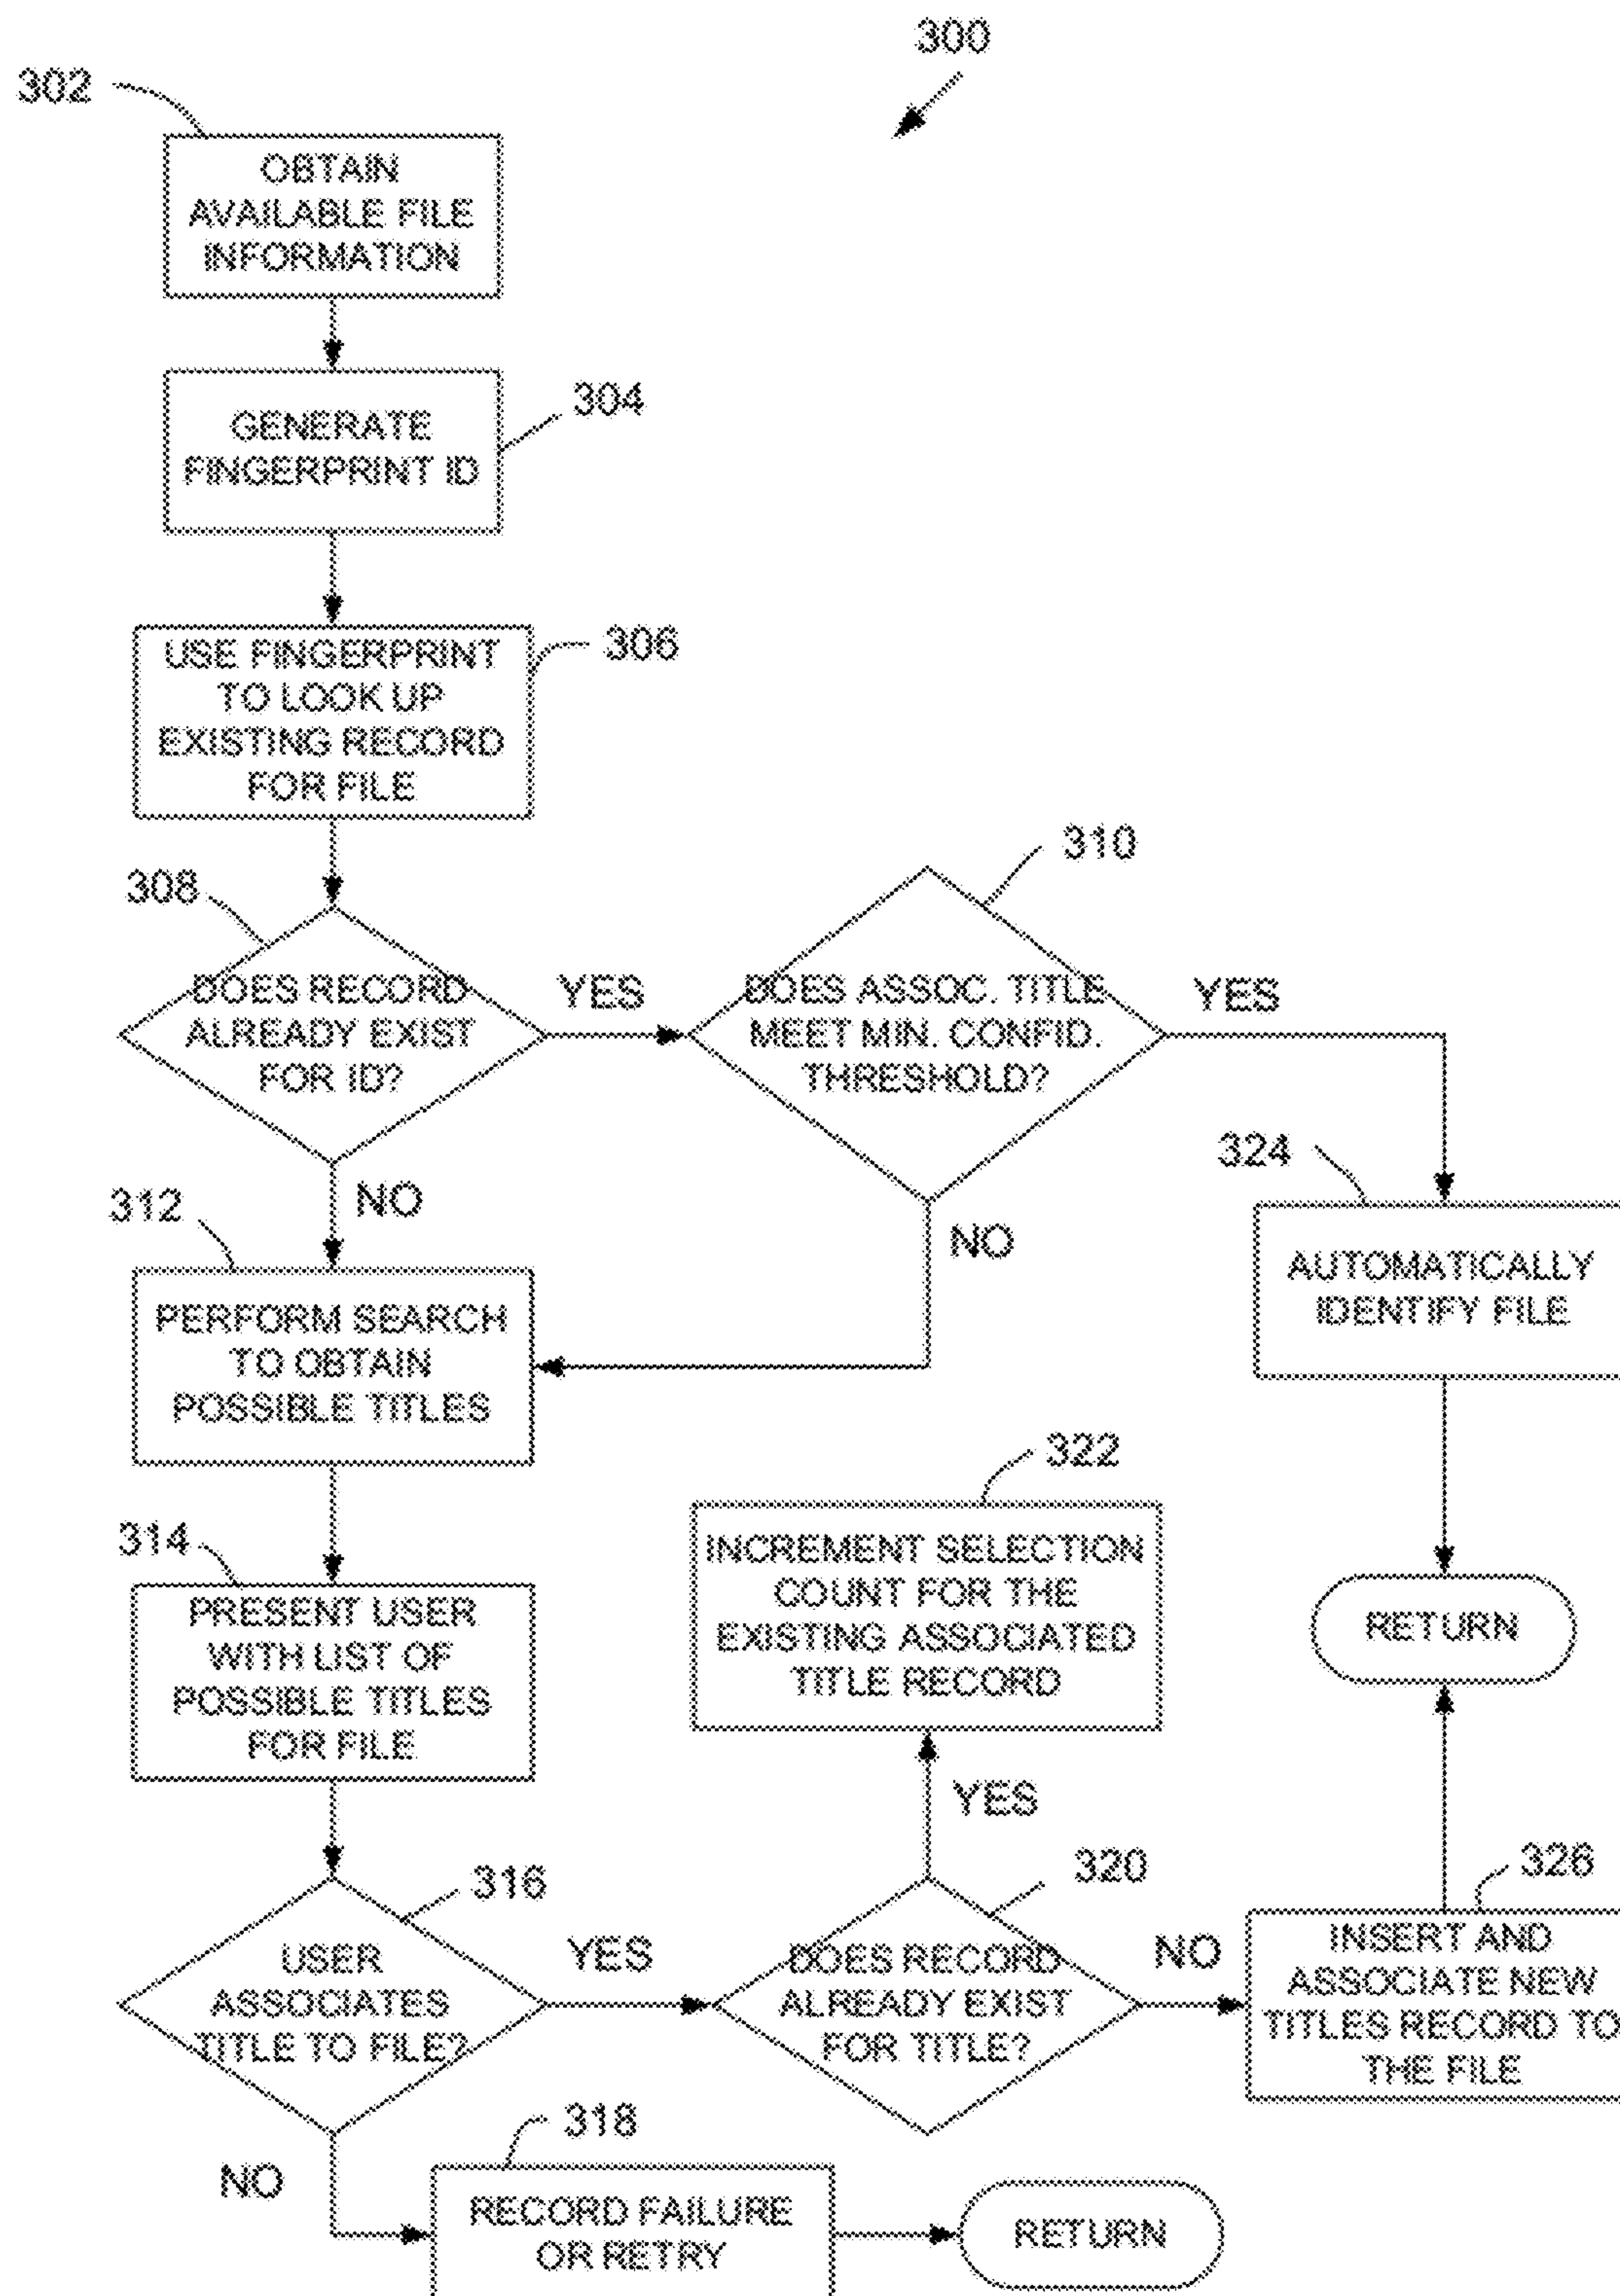 300
302
OBTAIN
AVAILABLE FILE
INFORMATION
304
GENERATE
FINGERPRINT ID
306
USE FINGERPRINT
TO LOOK UP
EXISTING RECORD
FOR FILE
308
DOES RECORD
ALREADY EXIST
FOR ID?
YES
310
DOES ASSOC. TITLE
MEET MIN. CONFID.
THRESHOLD?
YES
NO
NO
312
PERFORM SEARCH
TO OBTAIN
POSSIBLE TITLES
324
AUTOMATICALLY
IDENTIFY FILE
RETURN
314
PRESENT USER
WITH LIST OF
POSSIBLE TITLES
FOR FILE
322
INCREMENT SELECTION
COUNT FOR THE
EXISTING ASSOCIATED
TITLE RECORD
YES
316
USER
ASSOCIATES
TITLE TO FILE?
YES
320
DOES RECORD
ALREADY EXIST
FOR TITLE?
NO
326
INSERT AND
ASSOCIATE NEW
TITLES RECORD TO
THE FILE
NO
318
RECORD FAILURE
OR RETRY
RETURN